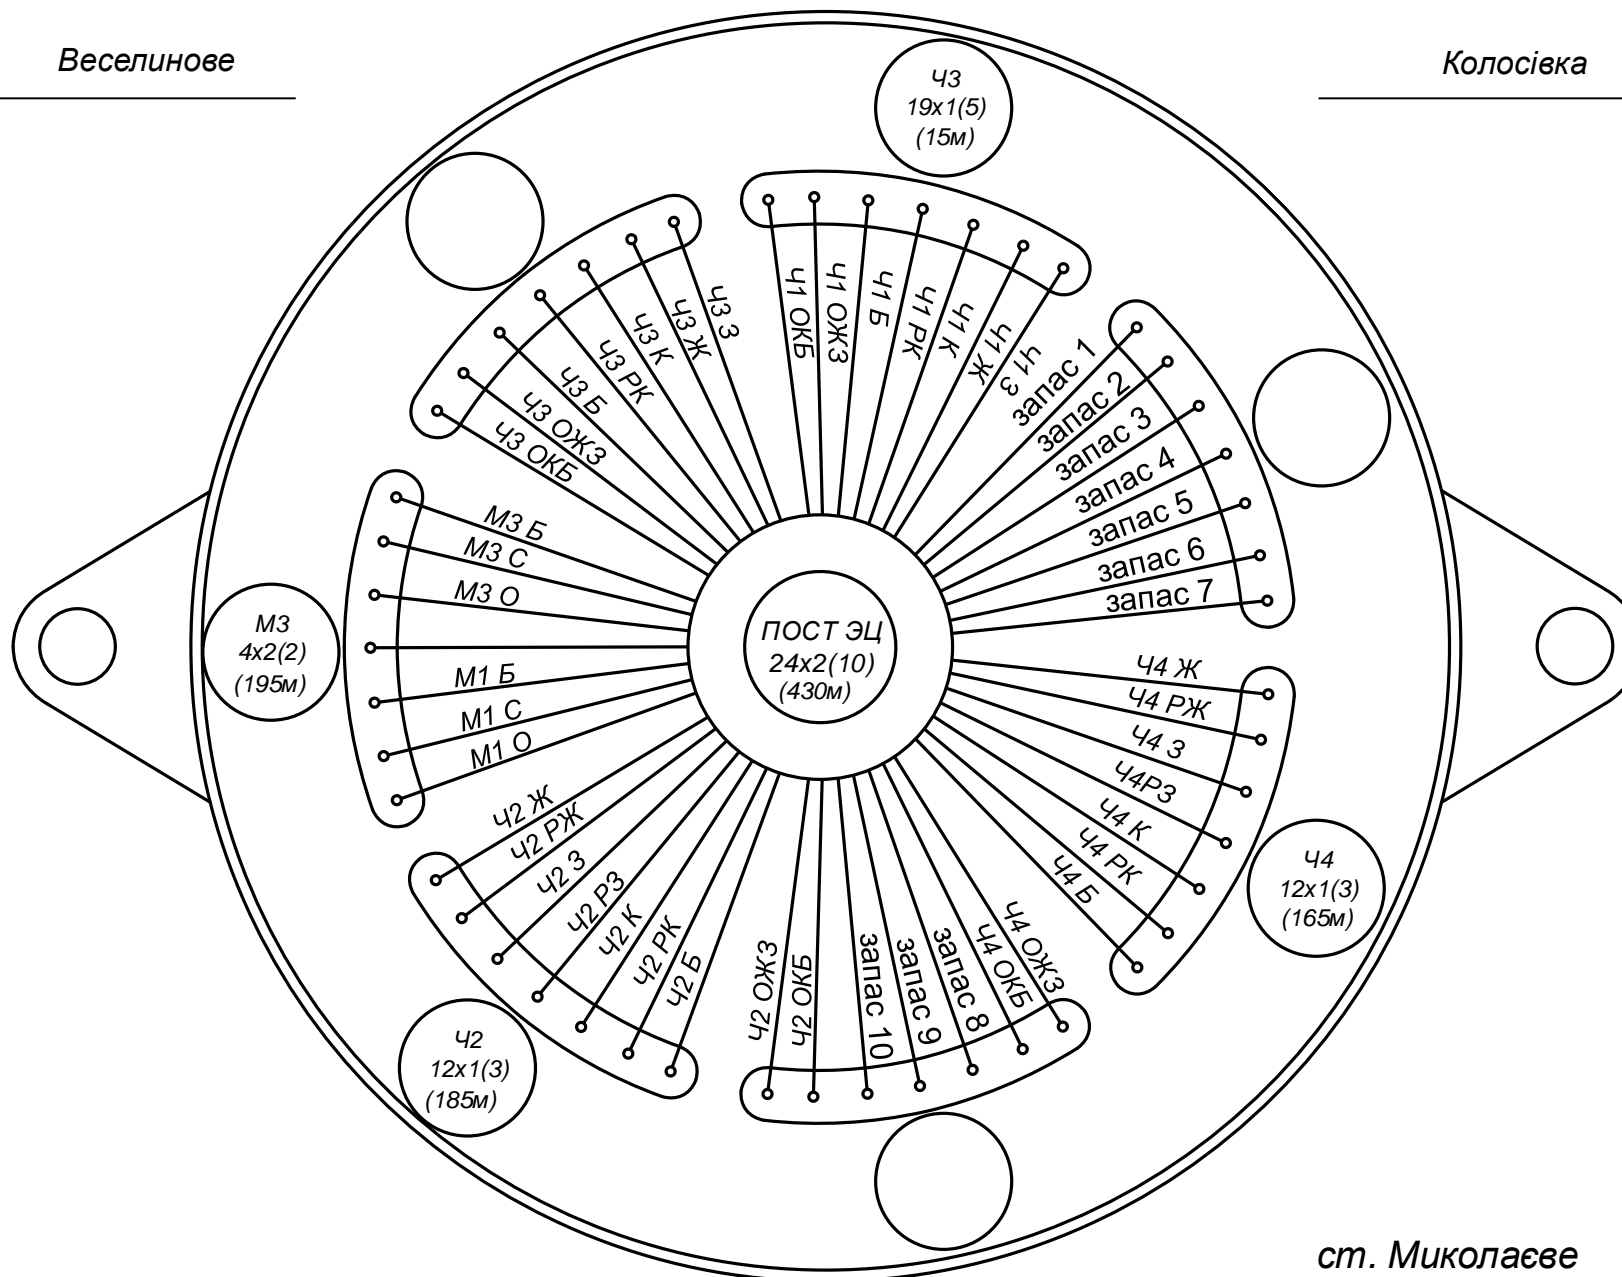 Веселинове
Колосівка
Ч3
19х1(5)
(15м)
Ч3 ОКБ
Ч3 ОЖЗ
Ч3 Б
Ч3 РК
Ч3 К
Ч3 Ж
Ч3 З
Ч1 ОКБ
Ч1 ОЖЗ
Ч1 Б
Ч1 РК
Ч1 К
Ч1 Ж
Ч1 З
запас 1
запас 2
запас 3
запас 4
запас 5
запас 6
запас 7
М3
4х2(2)
(195м)
М3 Б
М3 С
М3 О
М1 Б
М1 С
М1 О
ПОСТ ЭЦ
24х2(10)
(430м)
Ч4 Ж
Ч4 РЖ
Ч4 З
Ч4РЗ
Ч4 К
Ч4 РК
Ч4 Б
Ч4
12х1(3)
(165м)
Ч2 Ж
Ч2 РЖ
Ч2 З
Ч2 РЗ
Ч2 К
Ч2 РК
Ч2 Б
Ч2 ОЖЗ
Ч2 ОКБ
запас 10
запас 9
запас 8
Ч4 ОКБ
Ч4 ОЖЗ
Ч2
12х1(3)
(185м)
ст. Миколаєве